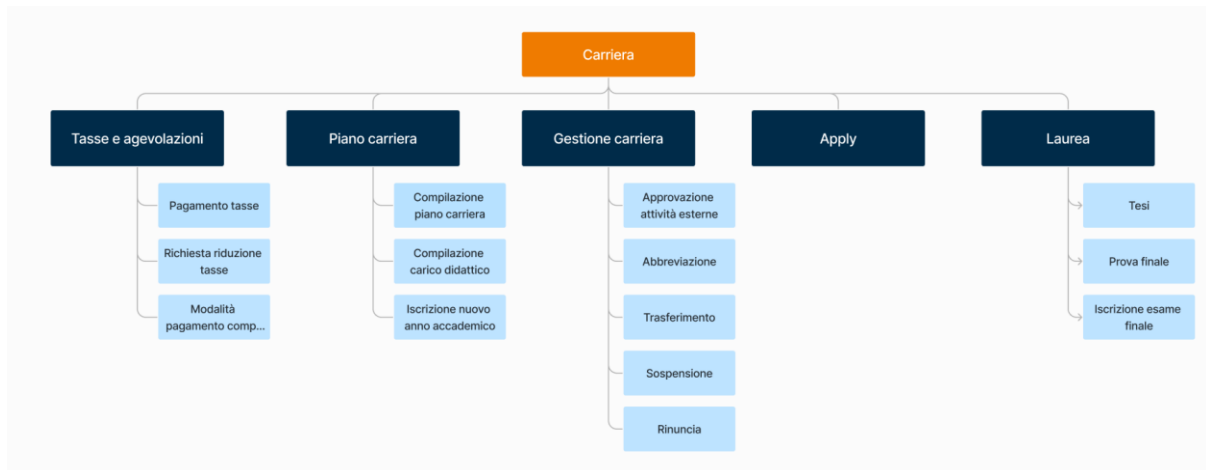 Carriera
Tasse e agevolazioni
Piano carriera
Gestione carriera
Apply
Laurea
Pagamento tasse
Richiesta riduzione
tasse
Modalità
pagamento comp...
Compilazione
piano carriera
Compilazione
carico didattico
Iscrizione nuovo
anno accademico
Approvazione
attività esterne
Abbreviazione
Trasferimento
Sospensione
Rinuncia
Tesi
Prova finale
Iscrizione esame
finale